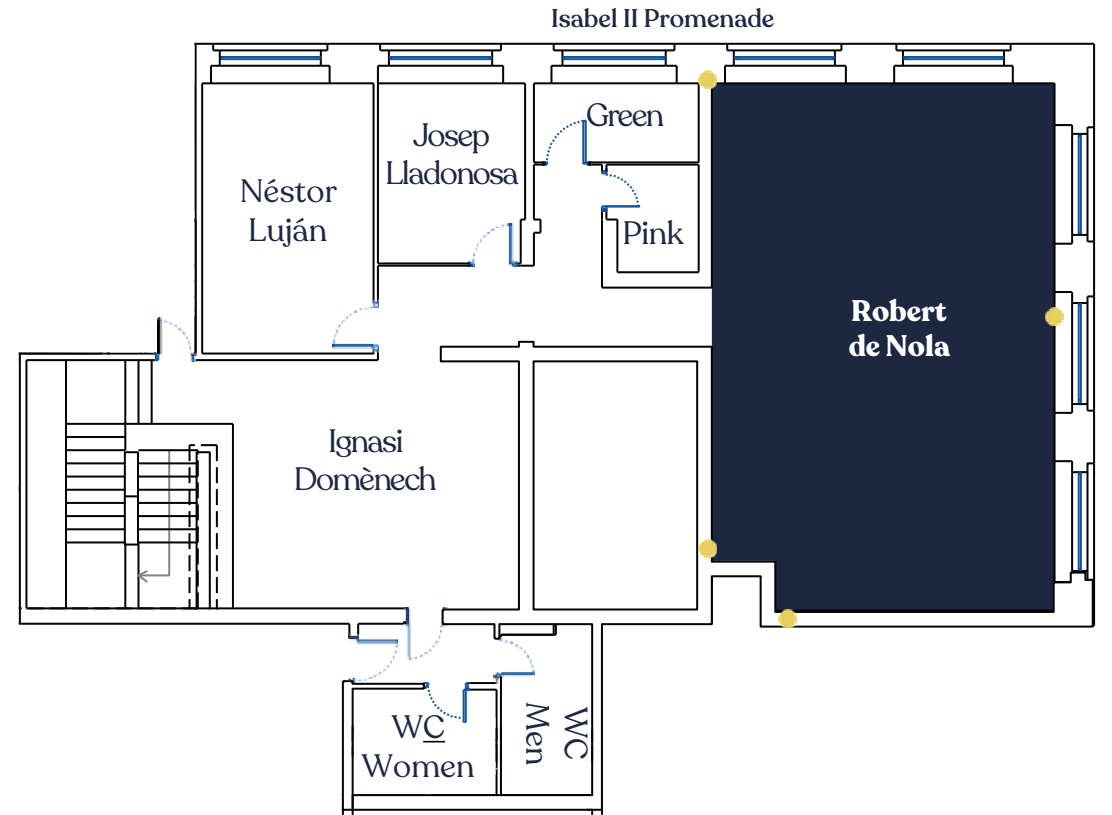 Isabel II Promenade
Green
Josep
Lladonosa
Néstor
Luján
Pink
Robert
de Nola
Ignasi
Domènech
WC
Women
WC
Men